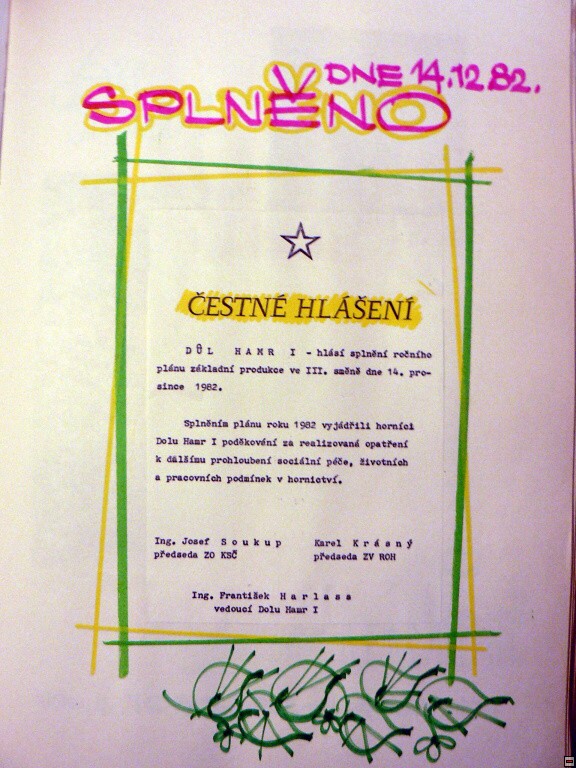 SPLNĚNO DNE 14.12.82.
ČESTNÉ HLÁŠENÍ
DŮL HAMR I - hlásí splnění ročního
plánu základní produkce ve III. směně dne 14. pro-
since 1982.
Splněním plánu roku 1982 vyjádřili horníci
Dolu Hamr I poděkování za realizovaná opatření
k dalšímu prohloubení sociální péče, životních
a pracovních podmínek v hornictví.
Ing. Josef Soukup Karel Krásný
předseda ZO KSČ předseda ZV ROH
Ing. František Harlass
vedoucí Dolu Hamr I